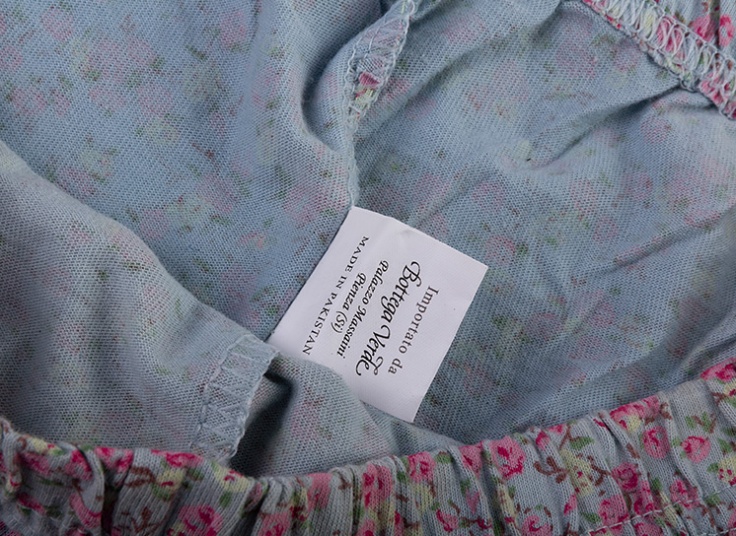 Importato da
Bottega Verde
Palazzo Massaini
Pienza (Si)
MADE IN PAKISTAN